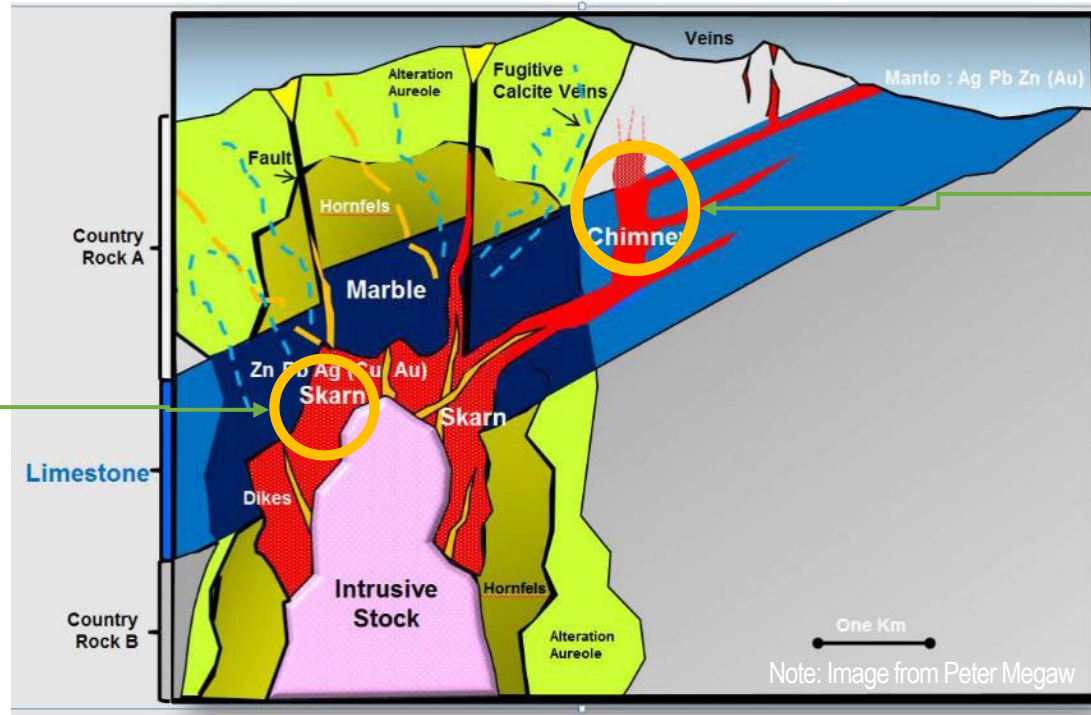 Veins
Alteration
Aureole
Fugitive
Calcite Veins
Manto : Ag Pb Zn (Au)
Fault
Hornfels
Country
Rock A
Chimney
Marble
Zn Pb Ag (Cu Au)
Skarn
Skarn
Limestone
Dikes
Intrusive
Stock
Hornfels
Country
Rock B
Alteration
Aureole
One Km
Note: Image from Peter Megaw